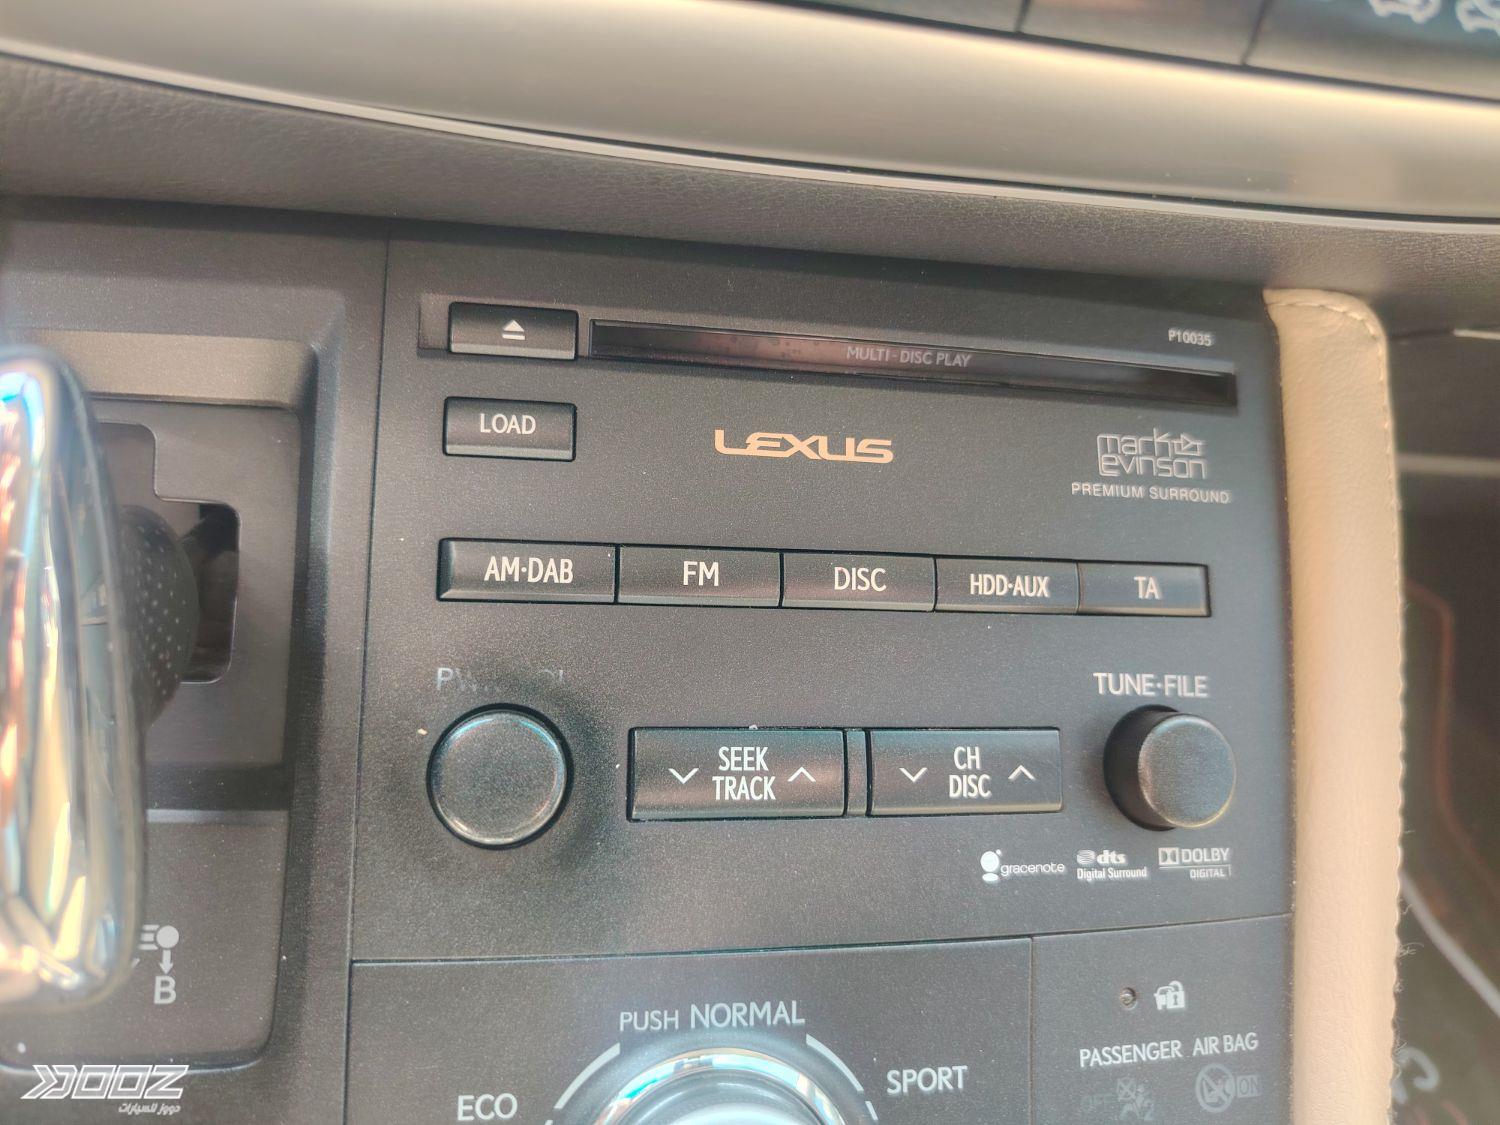 MULTI-DISC PLAY
P10035
LOAD
LEXUS
mark
levinson
PREMIUM SURROUND
AM·DAB
FM
DISC
HDD·AUX
TA
TUNE·FILE
SEEK
TRACK
CH
DISC
gracenote
dts
Digital Surround
DOLBY
DIGITAL
B
PUSH NORMAL
ECO
SPORT
PASSENGER AIR BAG
OFF
ON
DOOZ
دووز للسيارات